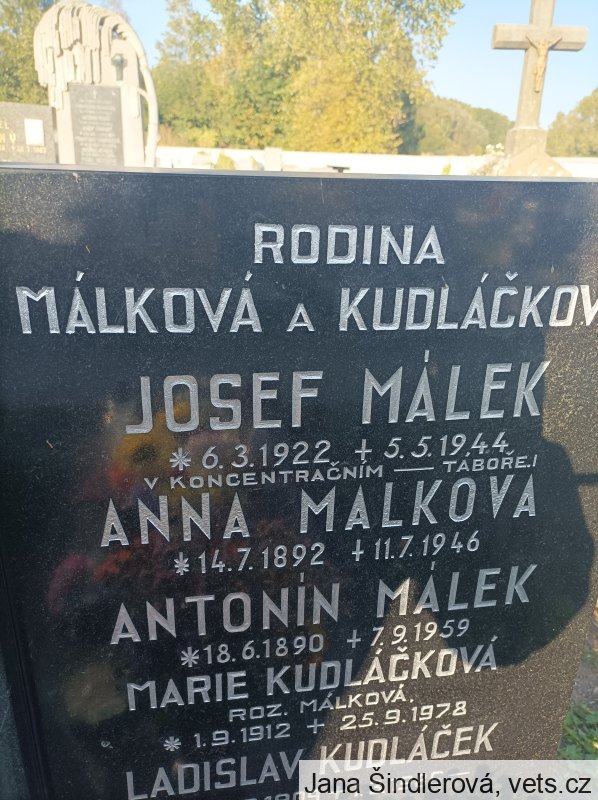 RODINA
MÁLKOVÁ A KUDLÁČKOV
JOSEF MÁLEK
* 6.3.1922 + 5.5.1944
V KONCENTRAČNÍM — TÁBOŘE.
ANNA MALKOVÁ
* 14.7.1892 + 11.7.1946
ANTONÍN MÁLEK
* 18.6.1890 + 7.9.1959
MARIE KUDLÁČKOVÁ
ROZ. MÁLKOVÁ.
* 1.9.1912 + 25.9.1978
LADISLAV KUDLÁČEK
Jana Šindlerová, vets.cz